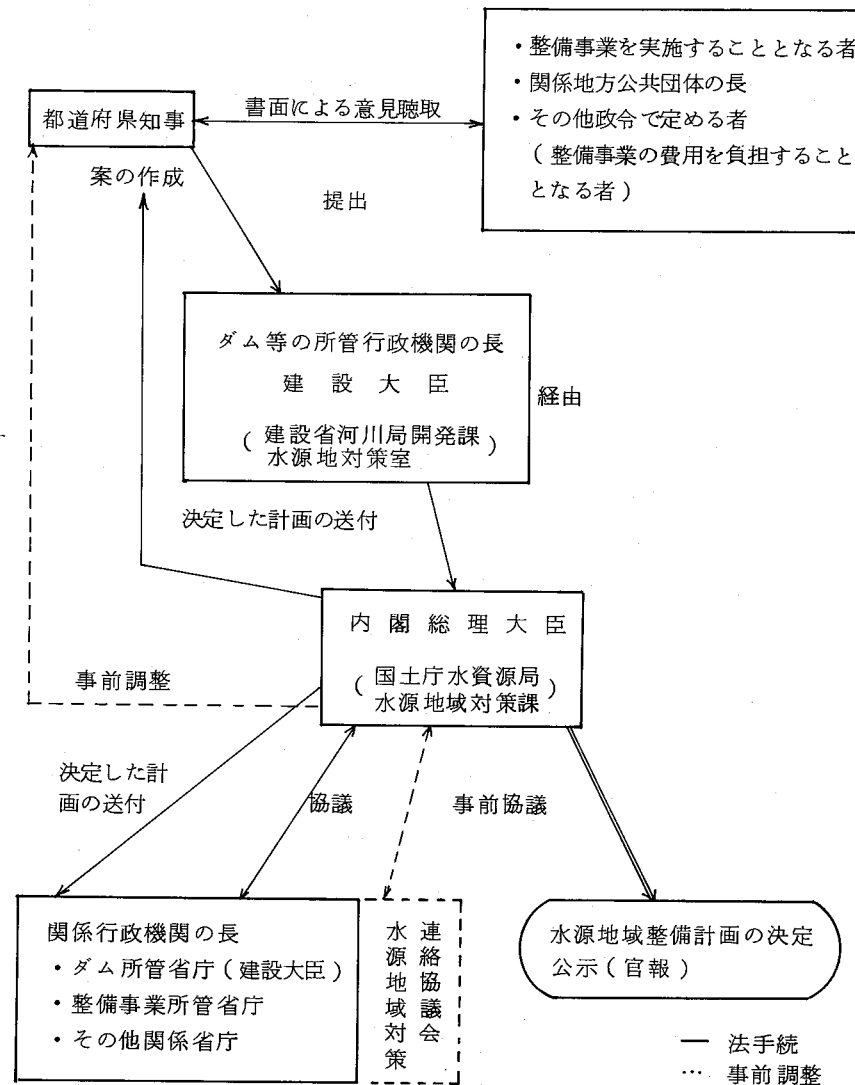 ・整備事業を実施することとなる者
・関係地方公共団体の長
・その他政令で定める者
（整備事業の費用を負担すること
となる者）
都道府県知事
書面による意見聴取
案の作成
提出
ダム等の所管行政機関の長
建設大臣
（建設省河川局開発課
水源地対策室）
経由
決定した計画の送付
内閣総理大臣
（国土庁水資源局
水源地域対策課）
事前調整
決定した計
画の送付
協議
事前協議
関係行政機関の長
・ダム所管省庁（建設大臣）
・整備事業所管省庁
・その他関係省庁
水源地域対策
連絡協議会
水源地域整備計画の決定
公示（官報）
― 法手続
… 事前調整